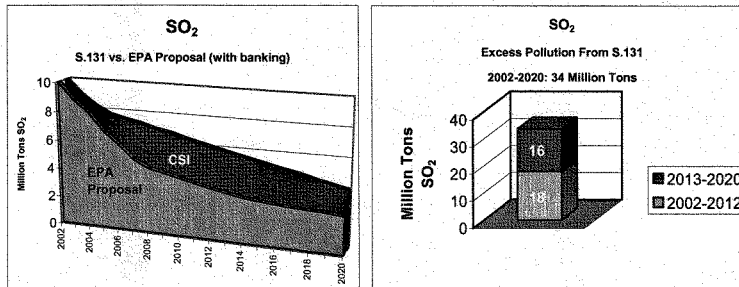 SO2
S.131 vs. EPA Proposal (with banking)
Million Tons SO2
10
8
6
4
2
0
CSI
EPA
Proposal
2002
2004
2006
2008
2010
2012
2014
2016
2018
2020
SO2
Excess Pollution From S.131
2002-2020: 34 Million Tons
Million Tons
SO2
40
30
20
10
0
16
18
2013-2020
2002-2012